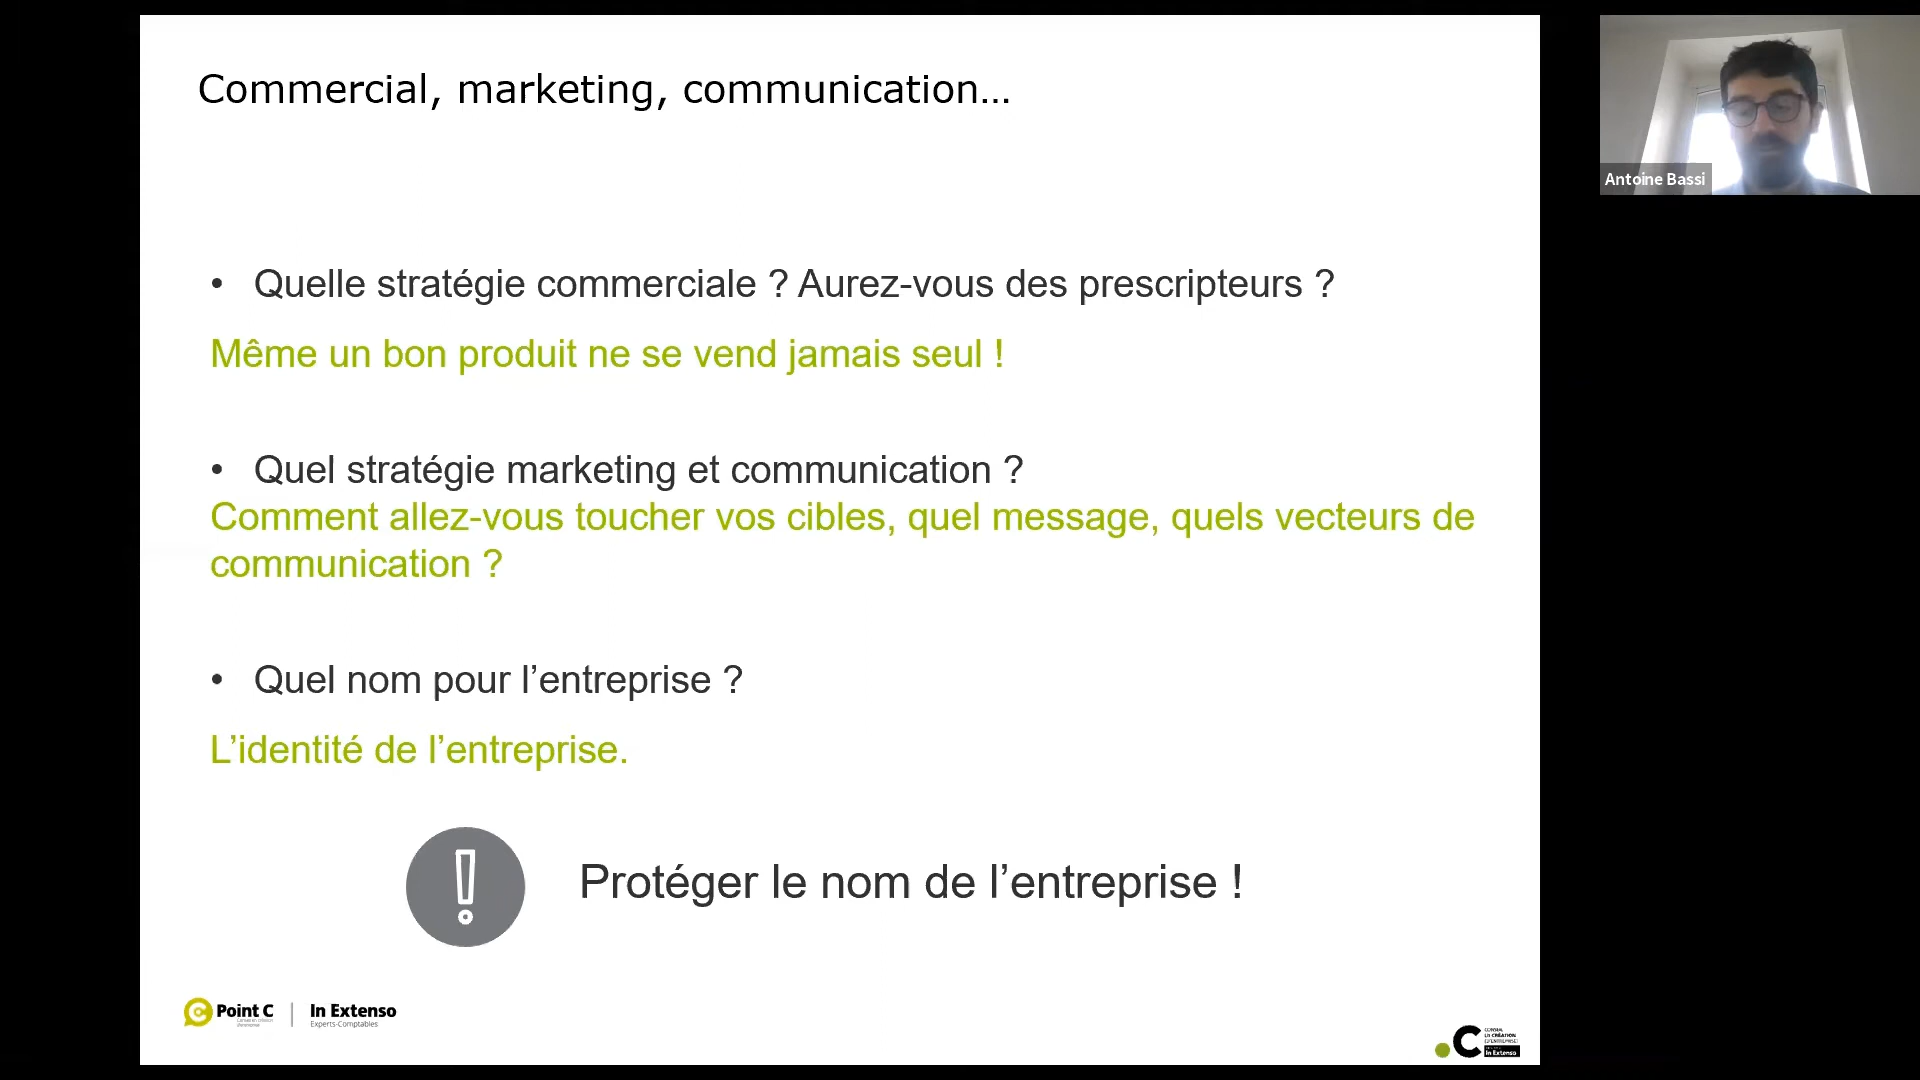 Commercial, marketing, communication…
Antoine Bassi
• Quelle stratégie commerciale ? Aurez-vous des prescripteurs ?
Même un bon produit ne se vend jamais seul !
• Quel stratégie marketing et communication ?
Comment allez-vous toucher vos cibles, quel message, quels vecteurs de
communication ?
• Quel nom pour l’entreprise ?
L’identité de l’entreprise.
! Protéger le nom de l’entreprise !
Point C
In Extenso
Experts-Comptables
C
In Extenso